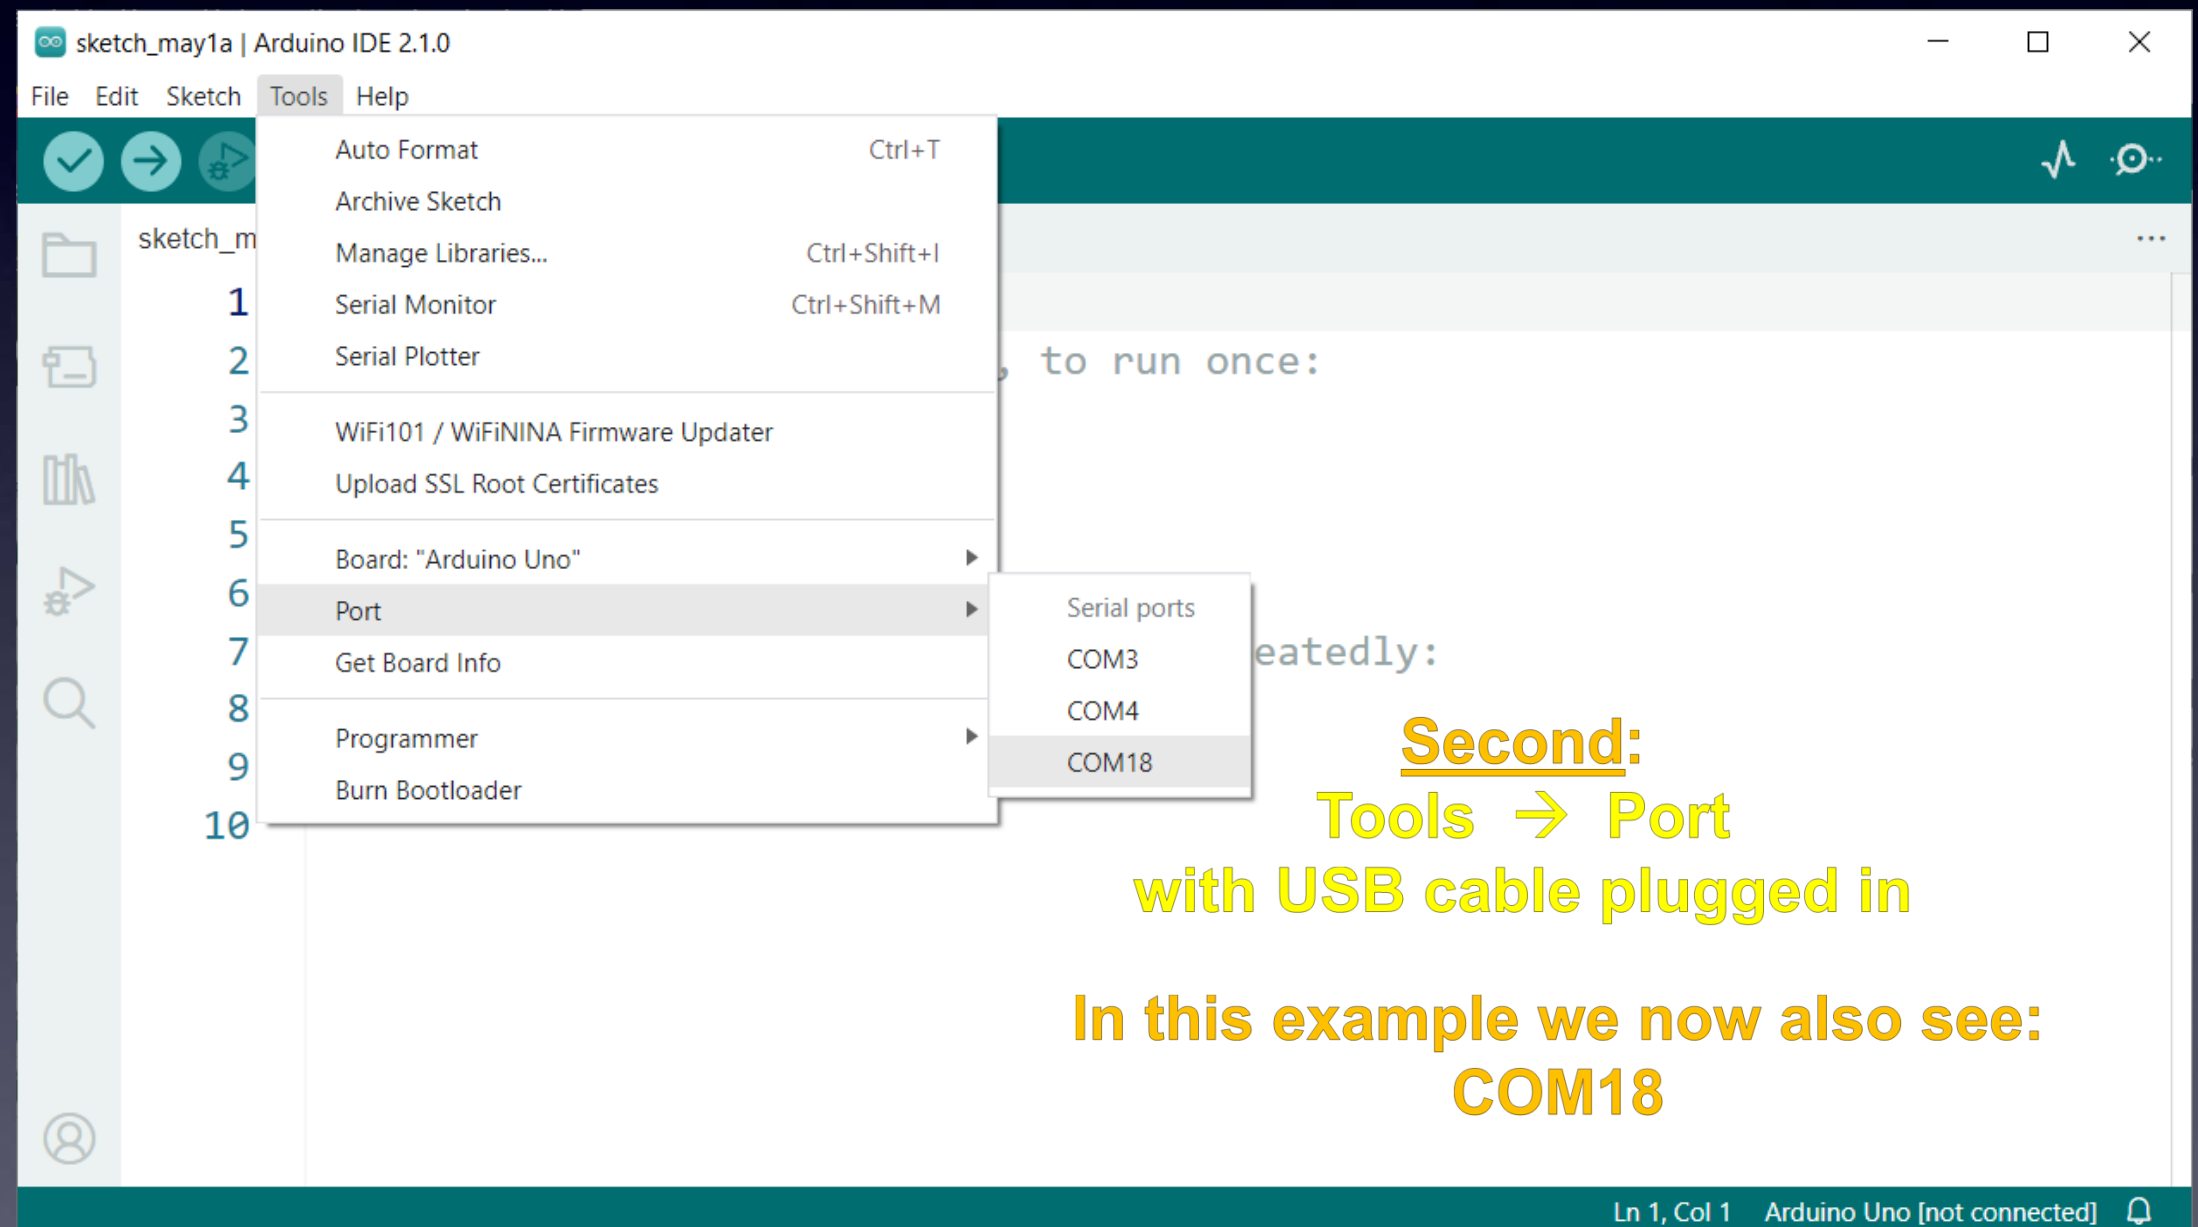 sketch_may1a | Arduino IDE 2.1.0
File Edit Sketch Tools Help
Auto Format Ctrl+T
Archive Sketch
Manage Libraries... Ctrl+Shift+I
Serial Monitor Ctrl+Shift+M
Serial Plotter
WiFi101 / WiFiNINA Firmware Updater
Upload SSL Root Certificates
Board: "Arduino Uno"
Port
Get Board Info
Programmer
Burn Bootloader
Serial ports
COM3
COM4
COM18
sketch_m
...
1
2 , to run once:
3
4
5
6
7 eatedly:
8
9
10
Second:
Tools → Port
with USB cable plugged in
In this example we now also see:
COM18
Ln 1, Col 1 Arduino Uno [not connected]